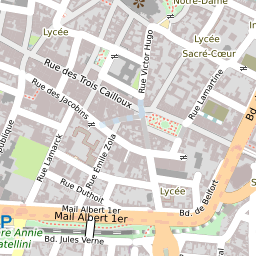 Notre-Dame
Lycée
Lycée
Sacré-Cœur
Rue Victor Hugo
Rue des Trois Cailloux
Rue des Jacobins
Rue Lamartine
Bd.
Rue Lamarck
Rue Émile Zola
Rue Duthoit
Lycée
Mail Albert 1er
Bd. de Belfort
P
Mail Albert 1er
Bd. Jules Verne